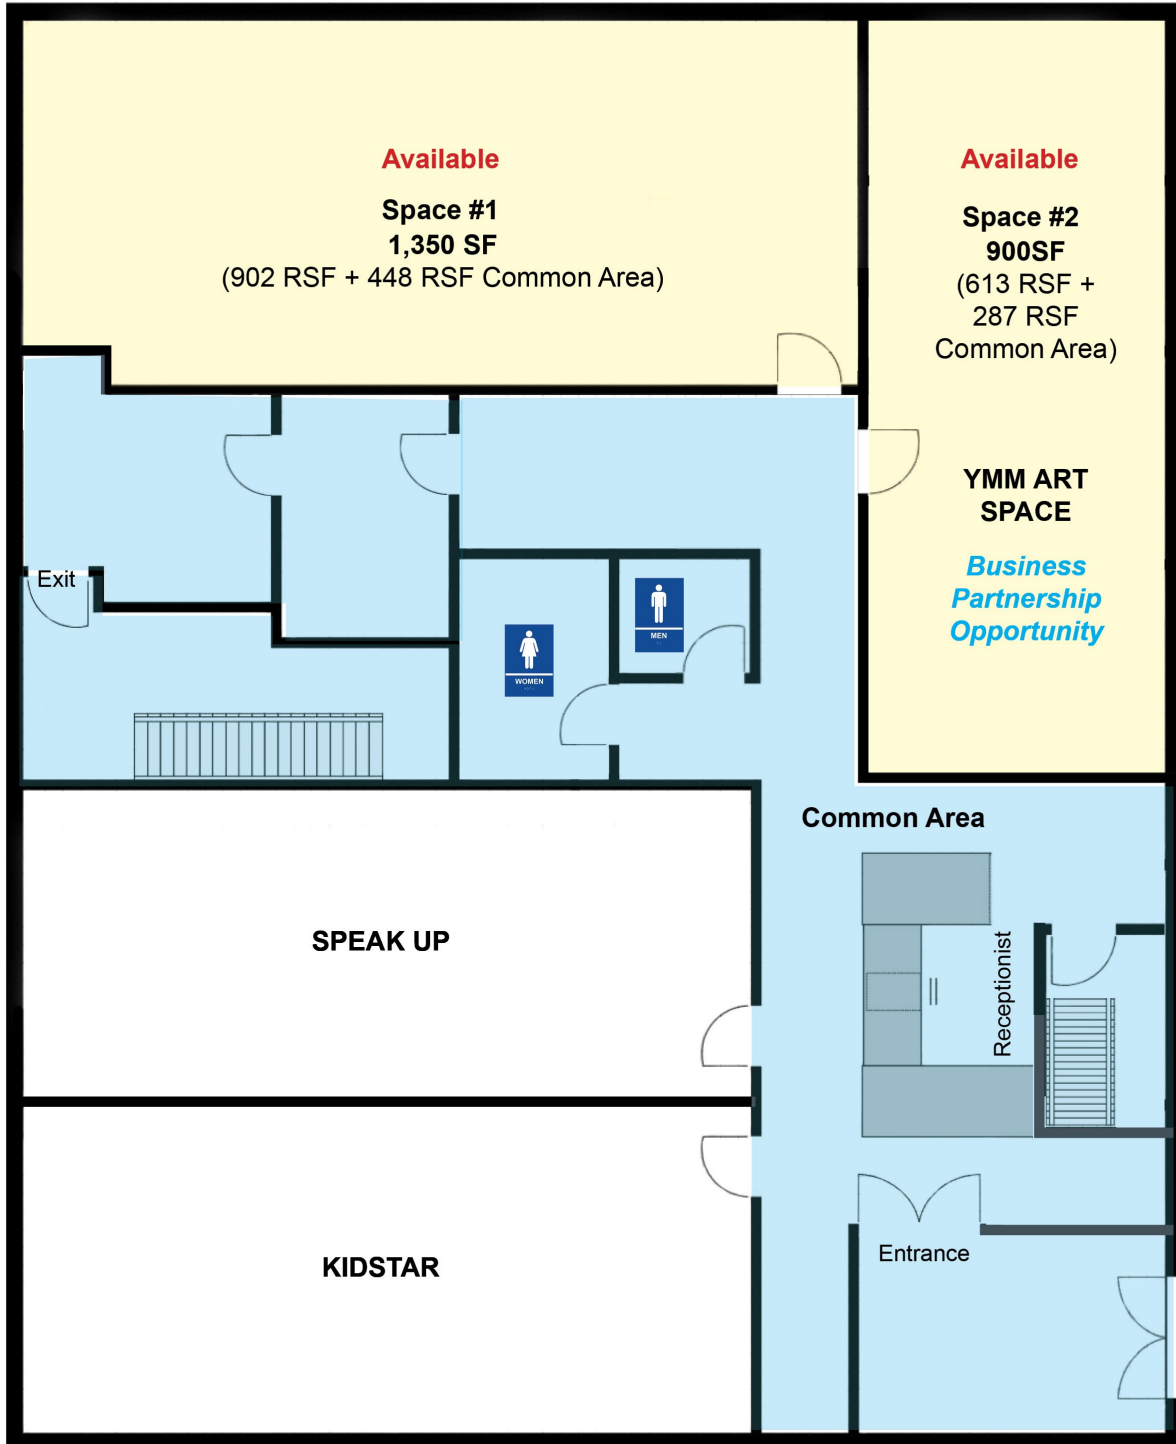 Available
Space #1
1,350 SF
(902 RSF + 448 RSF Common Area)
Available
Space #2
900SF
(613 RSF +
287 RSF
Common Area)
YMM ART
SPACE
Business
Partnership
Opportunity
Exit
MEN
WOMEN
Common Area
SPEAK UP
Receptionist
KIDSTAR
Entrance